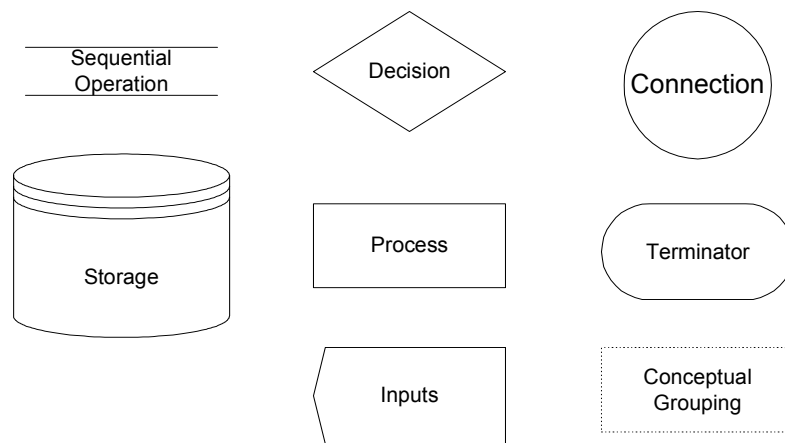 Sequential
Operation
Decision
Connection
Storage
Process
Terminator
Inputs
Conceptual
Grouping